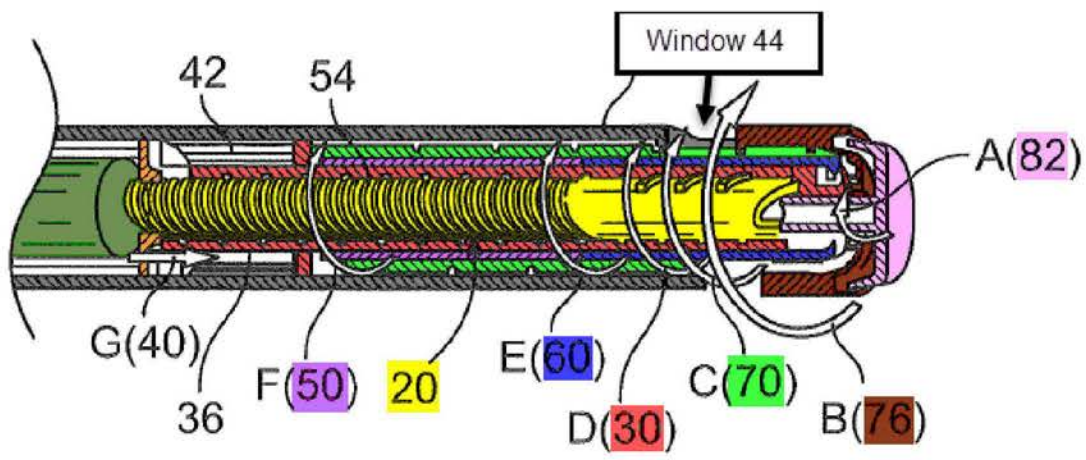 Window 44
42
54
A(82)
G(40)
36
F(50)
20
E(60)
D(30)
C(70)
B(76)